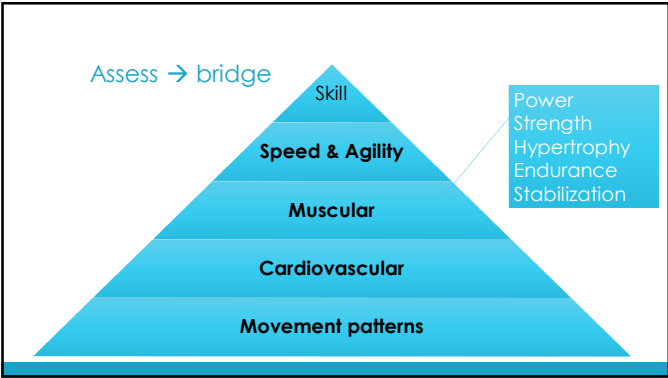 Assess → bridge
Skill
Speed & Agility
Muscular
Cardiovascular
Movement patterns
Power
Strength
Hypertrophy
Endurance
Stabilization